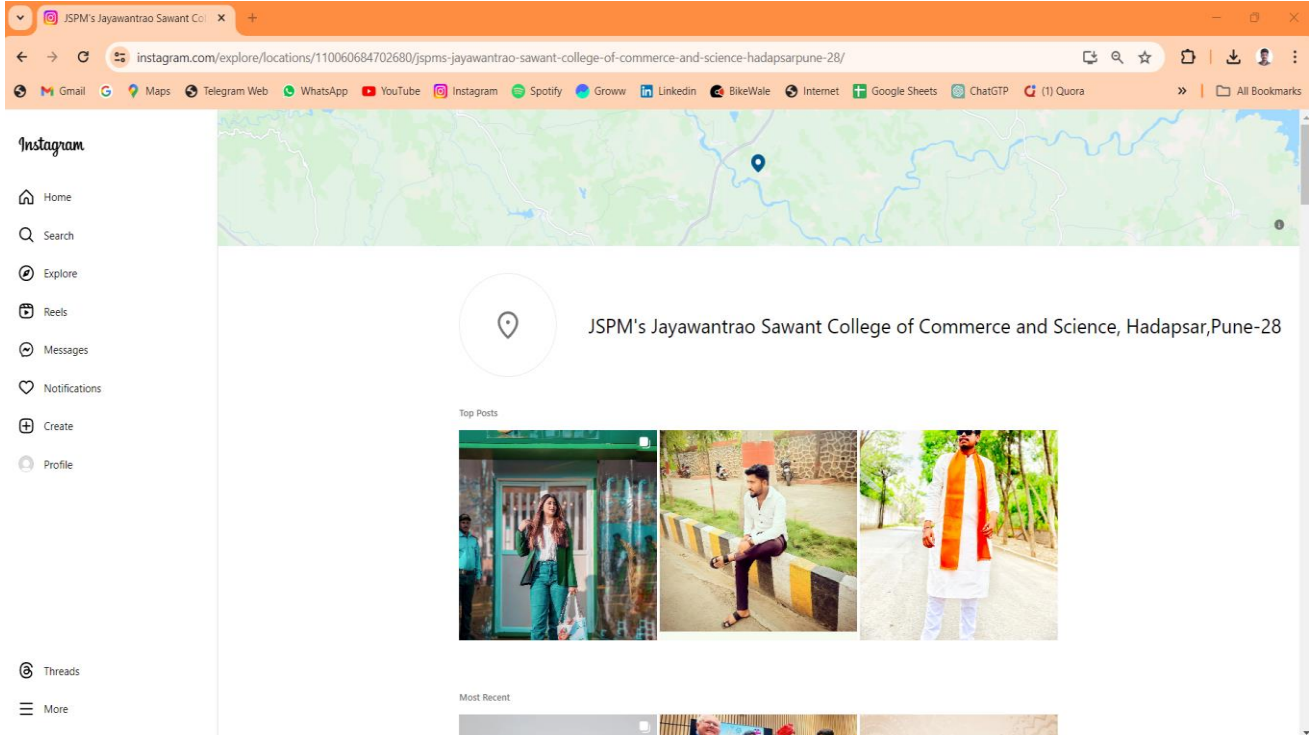 JSPM's Jayawantrao Sawant Col
instagram.com/explore/locations/110060684702680/jspms-jayawantrao-sawant-college-of-commerce-and-science-hadapsarpune-28/
Gmail Maps Telegram Web WhatsApp YouTube Instagram Spotify Groww Linkedin BikeWale Internet Google Sheets ChatGTP (1) Quora » All Bookmarks
Instagram
Home
Search
Explore
Reels
Messages
Notifications
Create
Profile
Threads
More
JSPM's Jayawantrao Sawant College of Commerce and Science, Hadapsar,Pune-28
Top Posts
Most Recent